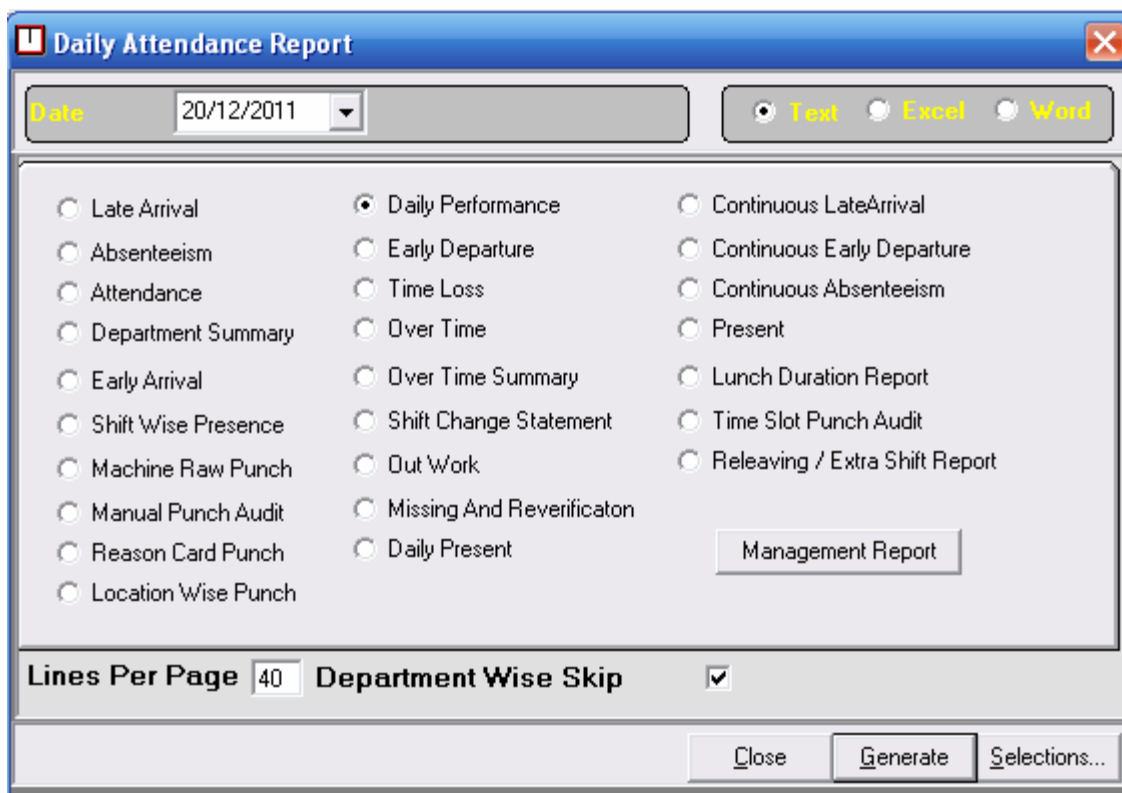 Daily Attendance Report
Date 20/12/2011 Text Excel Word
Late Arrival Daily Performance Continuous LateArrival
Absenteeism Early Departure Continuous Early Departure
Attendance Time Loss Continuous Absenteeism
Department Summary Over Time Present
Early Arrival Over Time Summary Lunch Duration Report
Shift Wise Presence Shift Change Statement Time Slot Punch Audit
Machine Raw Punch Out Work Releaving / Extra Shift Report
Manual Punch Audit Missing And Reverificaton
Reason Card Punch Daily Present Management Report
Location Wise Punch
Lines Per Page 40 Department Wise Skip
Close Generate Selections...